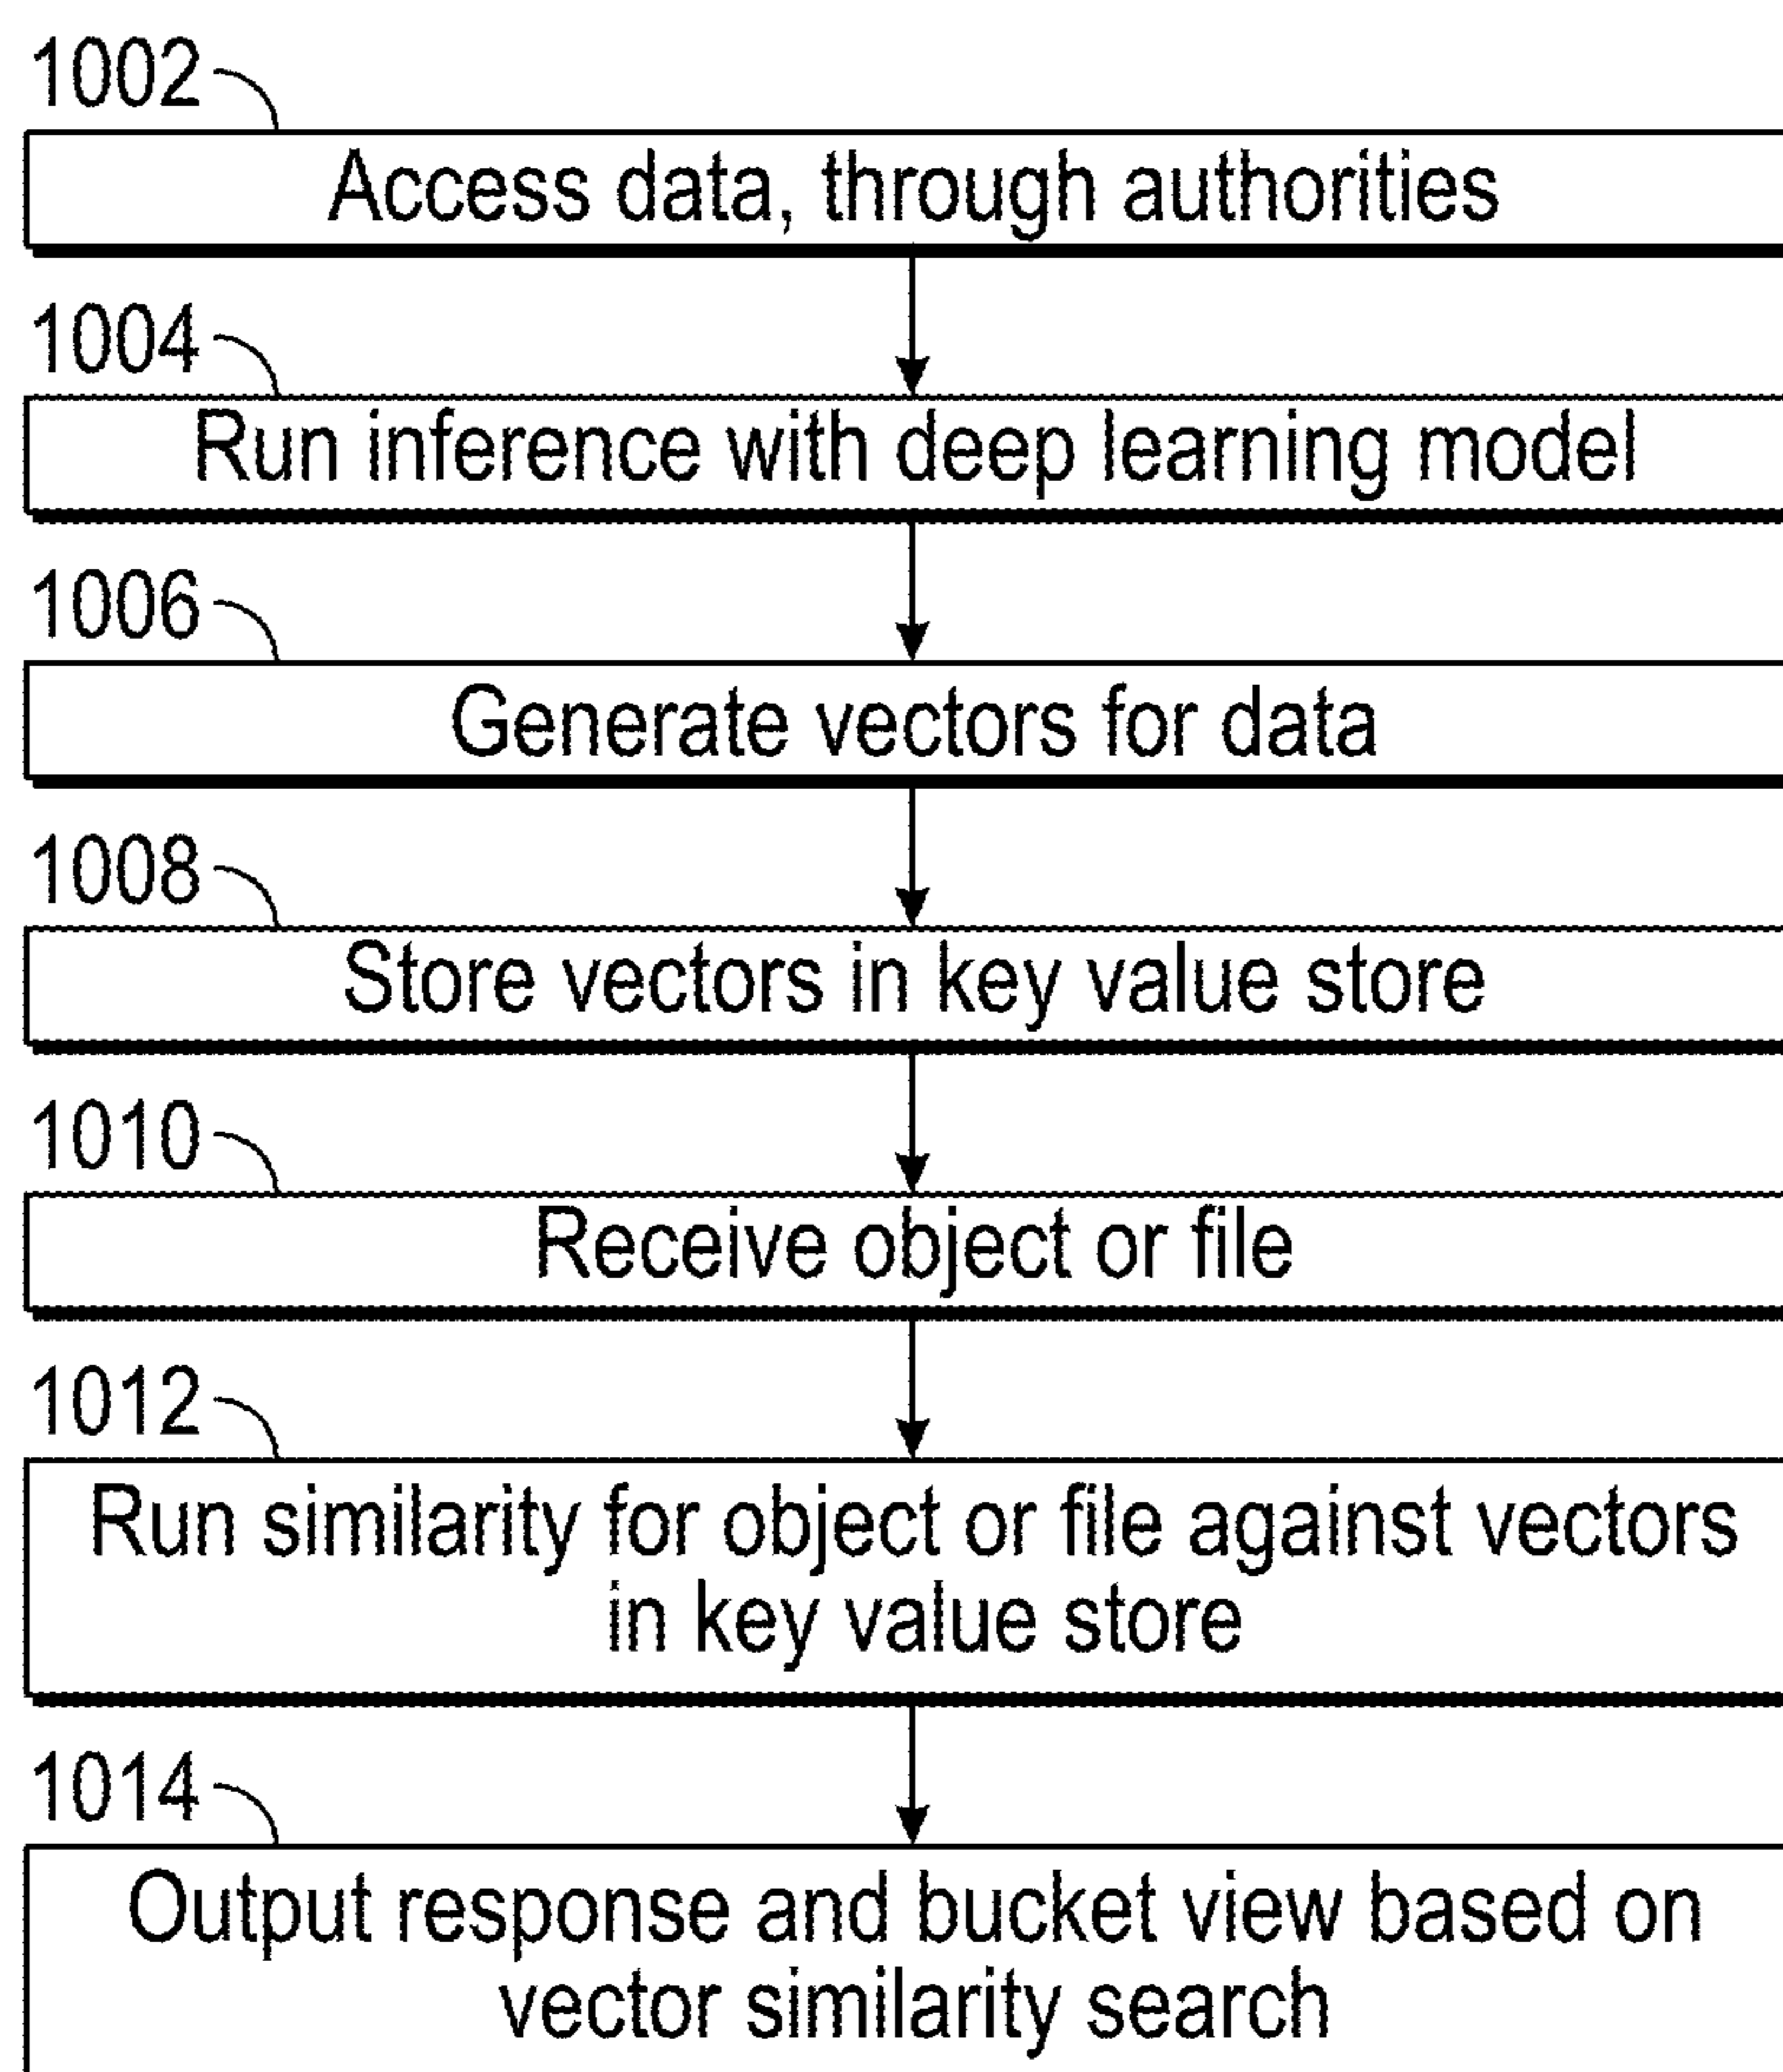 1002
Access data, through authorities
1004
Run inference with deep learning model
1006
Generate vectors for data
1008
Store vectors in key value store
1010
Receive object or file
1012
Run similarity for object or file against vectors
in key value store
1014
Output response and bucket view based on
vector similarity search